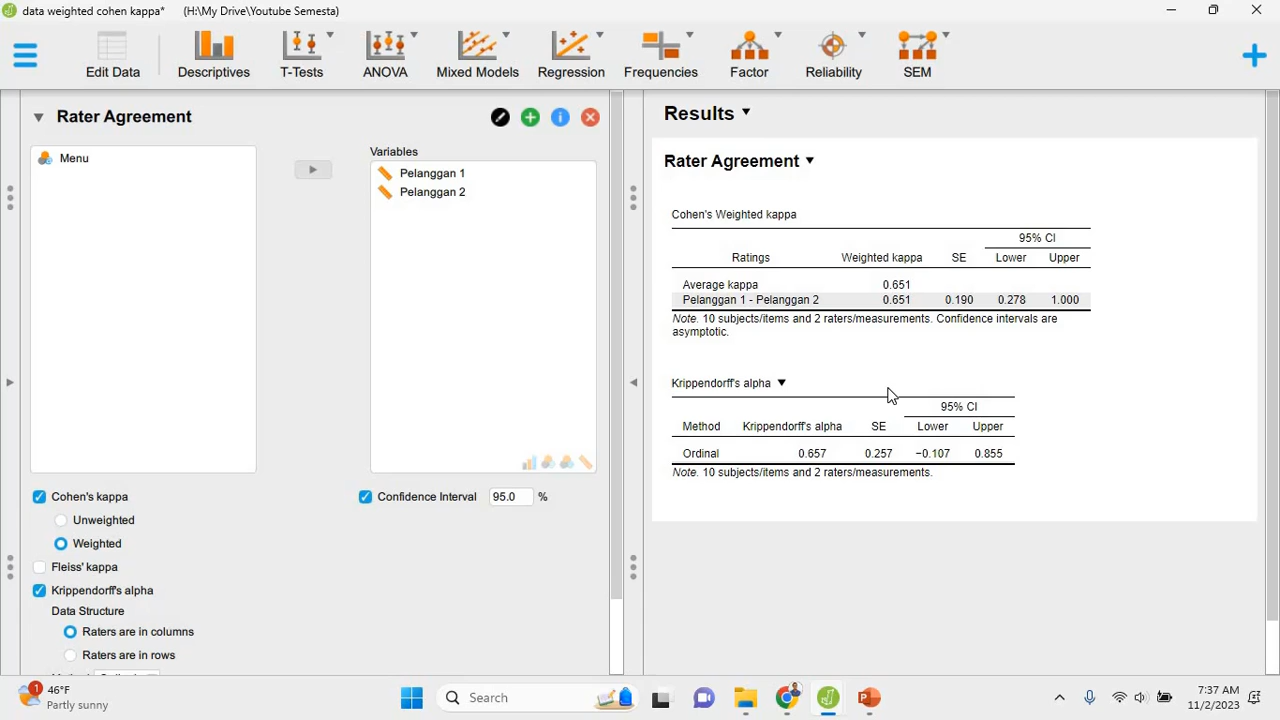 data weighted cohen kappa* (H:\My Drive\Youtube Semesta)
Edit Data
Descriptives
T-Tests
ANOVA
Mixed Models
Regression
Frequencies
Factor
Reliability
SEM
Rater Agreement
Menu
Variables
Pelanggan 1
Pelanggan 2
Cohen's kappa
Unweighted
Weighted
Fleiss' kappa
Krippendorff's alpha
Data Structure
Raters are in columns
Raters are in rows
Confidence Interval 95.0 %
Results
Rater Agreement
Cohen's Weighted kappa
95% CI
Ratings Weighted kappa SE Lower Upper
Average kappa 0.651
Pelanggan 1 - Pelanggan 2 0.651 0.190 0.278 1.000
Note. 10 subjects/items and 2 raters/measurements. Confidence intervals are
asymptotic.
Krippendorff's alpha
95% CI
Method Krippendorff's alpha SE Lower Upper
Ordinal 0.657 0.257 −0.107 0.855
Note. 10 subjects/items and 2 raters/measurements.
1
46°F
Partly sunny
Search
7:37 AM
11/2/2023